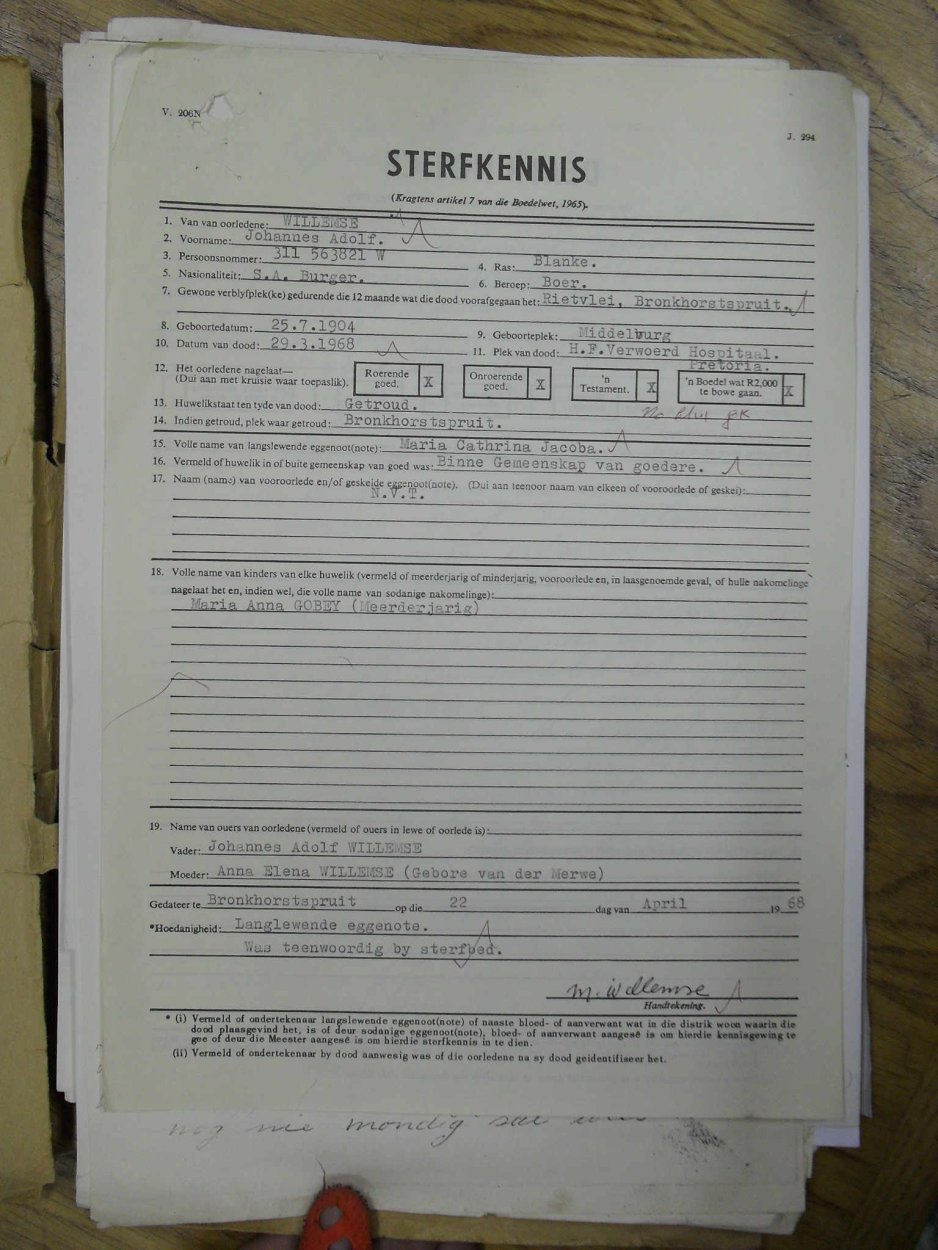 V. 206N
J. 294
STERFKENNIS
(Kragtens artikel 7 van die Boedelwet, 1965).
1. Van van oorledene: WILLEMSE
2. Voorname: Johannes Adolf.
3. Persoonsnommer: 311 563821 W
4. Ras: Blanke.
5. Nasionaliteit: S.A. Burger.
6. Beroep: Boer.
7. Gewone verblyfplek(ke) gedurende die 12 maande wat die dood voorafgegaan het: Rietvlei, Bronkhorstspruit.
8. Geboortedatum: 25.7.1904
9. Geboorteplek: Middelburg
10. Datum van dood: 29.3.1968
11. Plek van dood: H.F.Verwoerd Hospitaal.
Pretoria.
12. Het oorledene nagelaat—
(Dui aan met kruisie waar toepaslik).
Roerende goed. X
Onroerende goed. X
'n Testament. X
'n Boedel wat R2,000 te bowe gaan. X
13. Huwelikstaat ten tyde van dood: Getroud.
14. Indien getroud, plek waar getroud: Bronkhorstspruit.
15. Volle name van langslewende eggenoot(note): Maria Cathrina Jacoba.
16. Vermeld of huwelik in of buite gemeenskap van goed was: Binne Gemeenskap van goedere.
17. Naam (name) van vooroorlede en/of geskeide eggenoot(note). (Dui aan teenoor naam van elkeen of vooroorlede of geskei):
N.V.T.
18. Volle name van kinders van elke huwelik (vermeld of meerderjarig of minderjarig, vooroorlede en, in laasgenoemde geval, of hulle nakomelinge
nagelaat het en, indien wel, die volle name van sodanige nakomelinge):
Maria Anna GOBEY (Meerderjarig)
19. Name van ouers van oorledene (vermeld of ouers in lewe of oorlede is):
Vader: Johannes Adolf WILLEMSE
Moeder: Anna Elena WILLEMSE (Gebore van der Merwe)
Gedateer te Bronkhorstspruit op die 22 dag van April 19 68
*Hoedanigheid: Langlewende eggenote.
Was teenwoordig by sterfbed.
M. Willemse
Handtekening.
* (i) Vermeld of ondertekenaar langslewende eggenoot(note) of naaste bloed- of aanverwant wat in die distrik woon waarin die
dood plaasgevind het, is of deur sodanige eggenoot(note), bloed- of aanverwant aangesê is om hierdie kennisgewing te
gee of deur die Meester aangesê is om hierdie sterfkennis in te dien.
(ii) Vermeld of ondertekenaar by dood aanwesig was of die oorledene na sy dood geidentifiseer het.
nog nie mondig sal